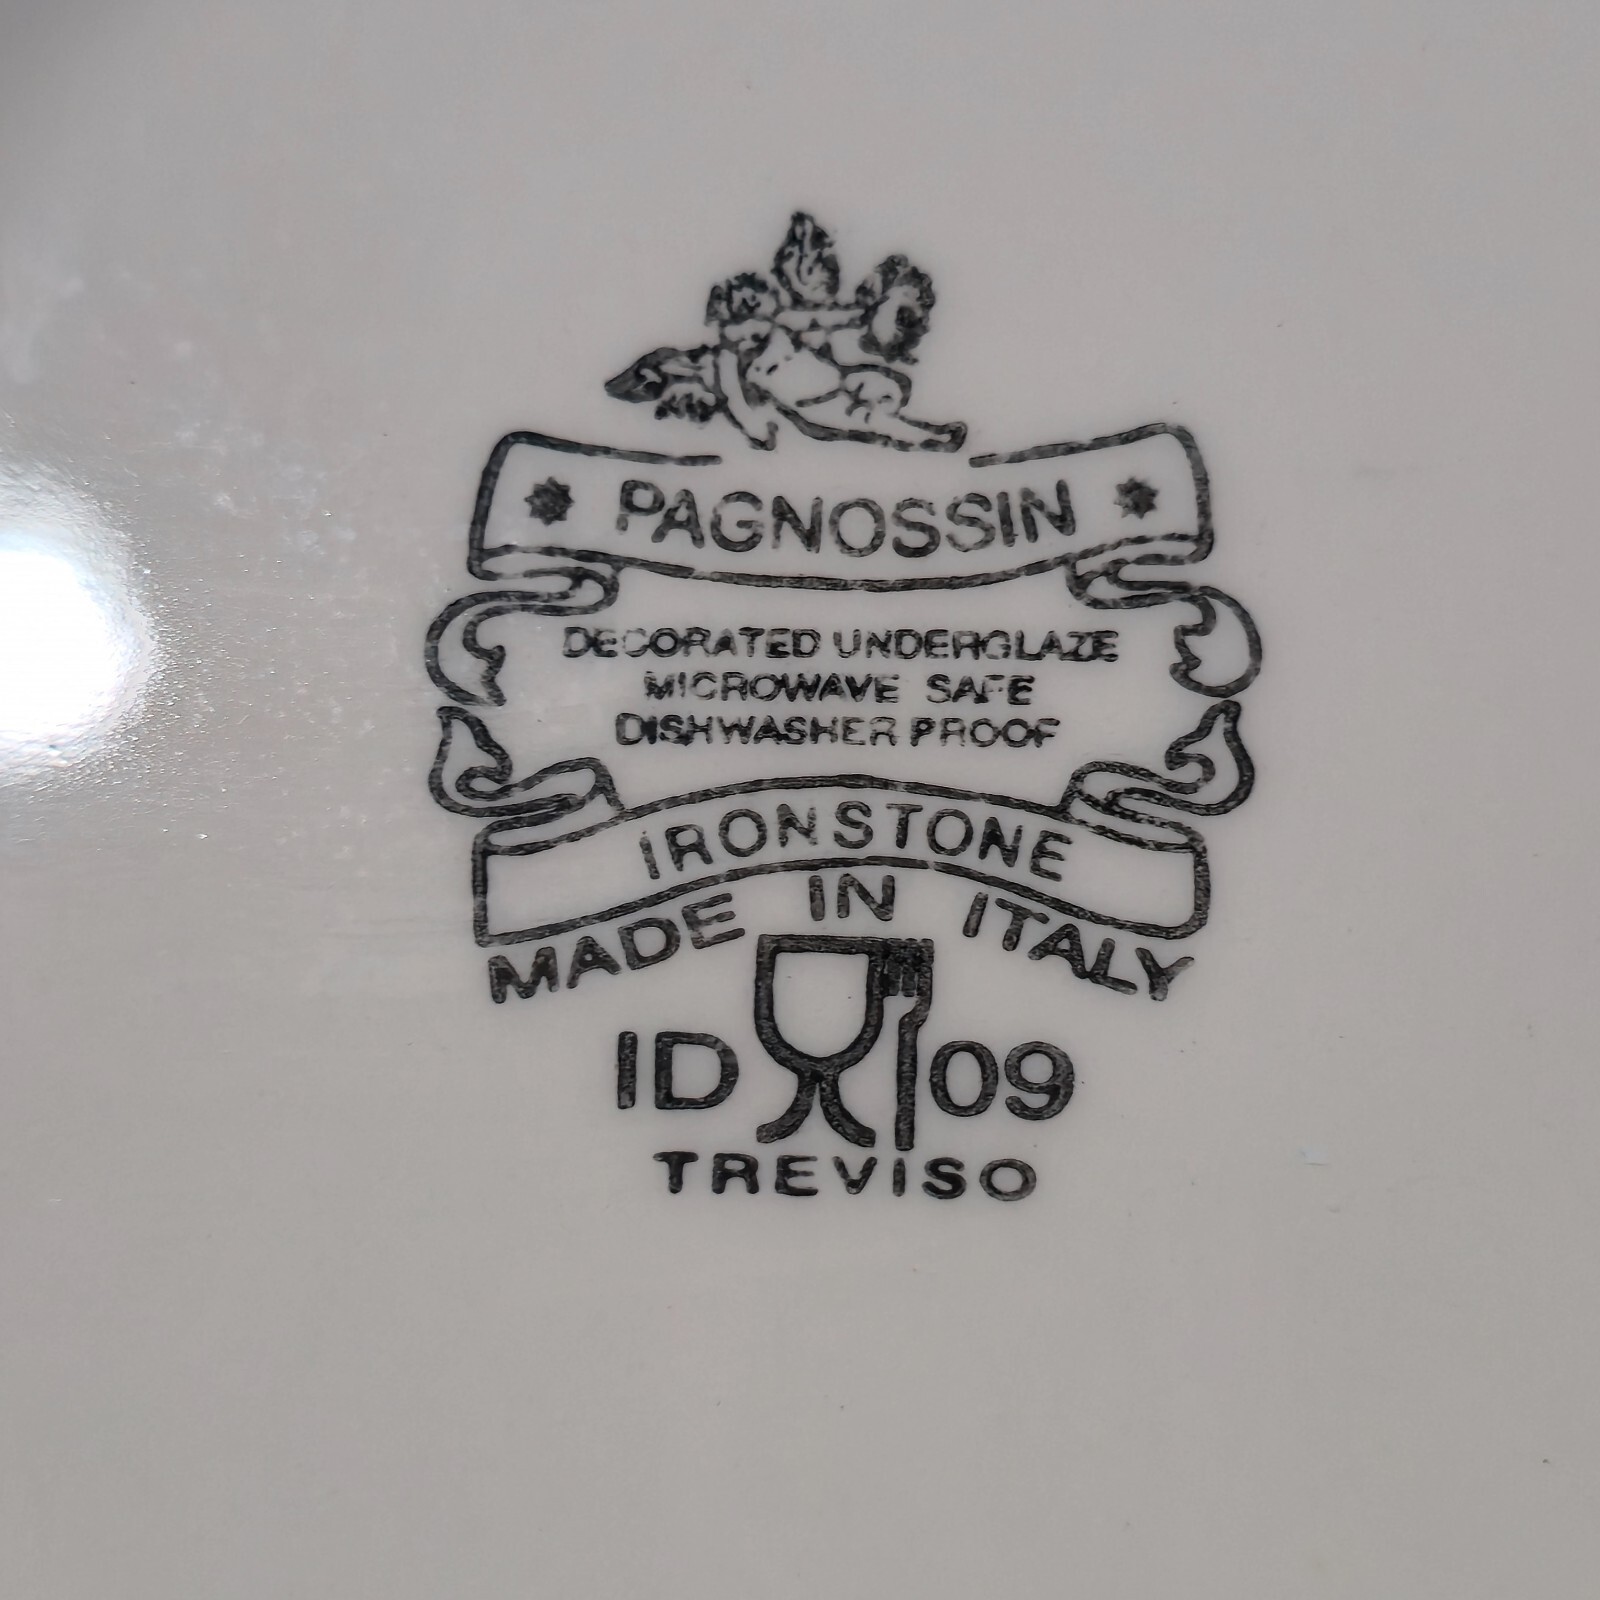 PAGNOSSIN
DECORATED UNDERGLAZE
MICROWAVE SAFE
DISHWASHER PROOF
IRONSTONE
MADE IN ITALY
ID 09
TREVISO